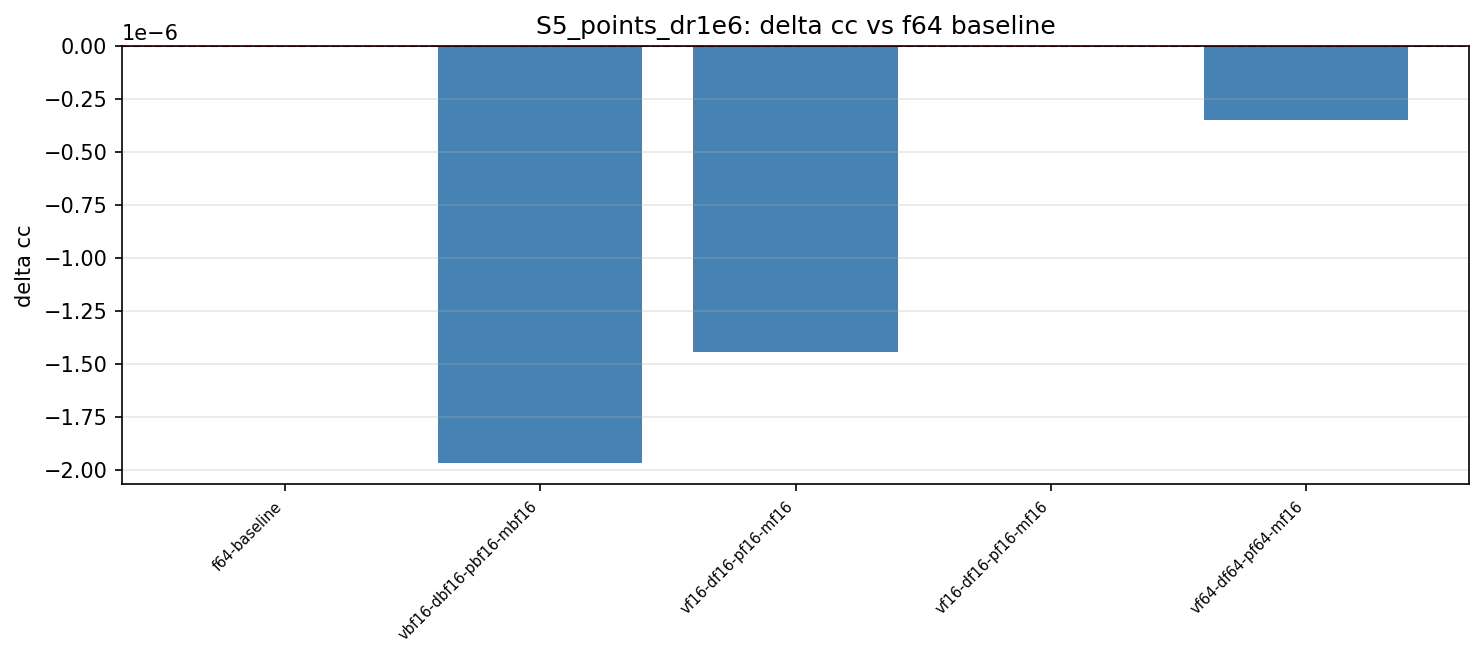 S5_points_dr1e6: delta cc vs f64 baseline
1e−6
0.00
−0.25
−0.50
−0.75
−1.00
−1.25
−1.50
−1.75
−2.00
delta cc
f64-baseline
vbf16-dbf16-pbf16-mbf16
vf16-df16-pf16-mf16
vf16-df16-pf16-mf16
vf64-df64-pf64-mf16